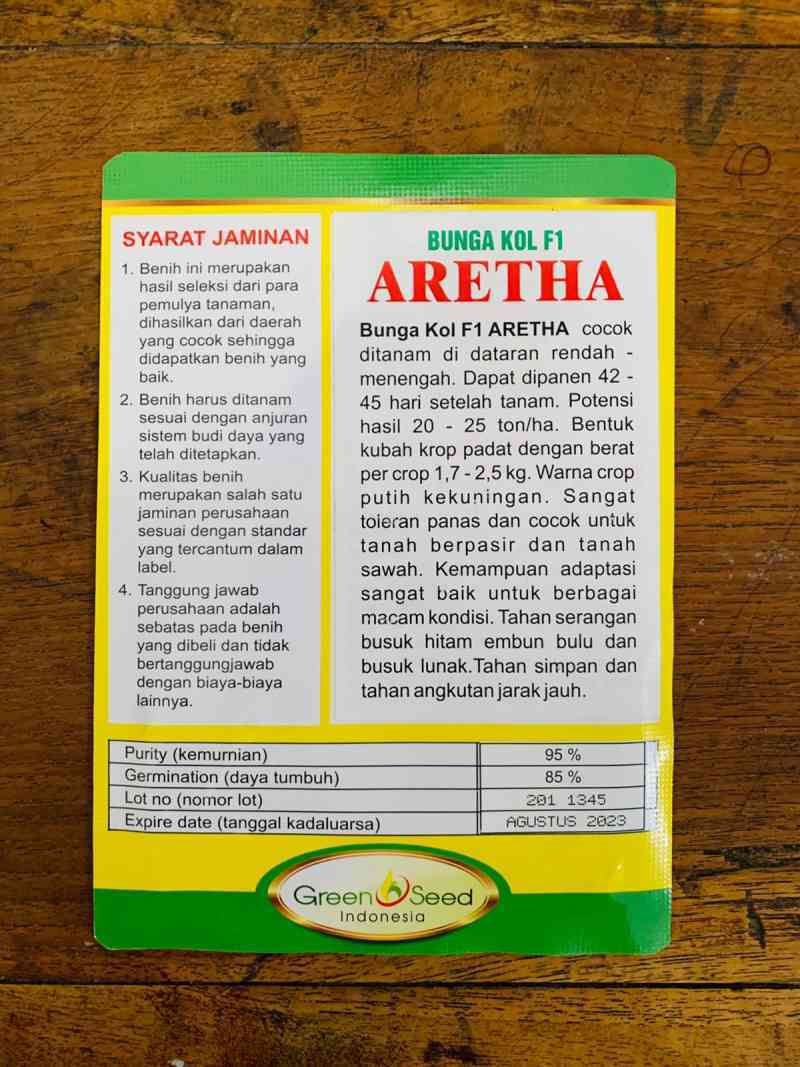 SYARAT JAMINAN
1. Benih ini merupakan
hasil seleksi dari para
pemulya tanaman,
dihasilkan dari daerah
yang cocok sehingga
didapatkan benih yang
baik.
2. Benih harus ditanam
sesuai dengan anjuran
sistem budi daya yang
telah ditetapkan.
3. Kualitas benih
merupakan salah satu
jaminan perusahaan
sesuai dengan standar
yang tercantum dalam
label.
4. Tanggung jawab
perusahaan adalah
sebatas pada benih
yang dibeli dan tidak
bertanggungjawab
dengan biaya-biaya
lainnya.
BUNGA KOL F1
ARETHA
Bunga Kol F1 ARETHA cocok
ditanam di dataran rendah -
menengah. Dapat dipanen 42 -
45 hari setelah tanam. Potensi
hasil 20 - 25 ton/ha. Bentuk
kubah krop padat dengan berat
per crop 1,7 - 2,5 kg. Warna crop
putih kekuningan. Sangat
toleran panas dan cocok untuk
tanah berpasir dan tanah
sawah. Kemampuan adaptasi
sangat baik untuk berbagai
macam kondisi. Tahan serangan
busuk hitam embun bulu dan
busuk lunak.Tahan simpan dan
tahan angkutan jarak jauh.
Purity (kemurnian) 95 %
Germination (daya tumbuh) 85 %
Lot no (nomor lot) 201 1345
Expire date (tanggal kadaluarsa) AGUSTUS 2023
Green Seed
Indonesia